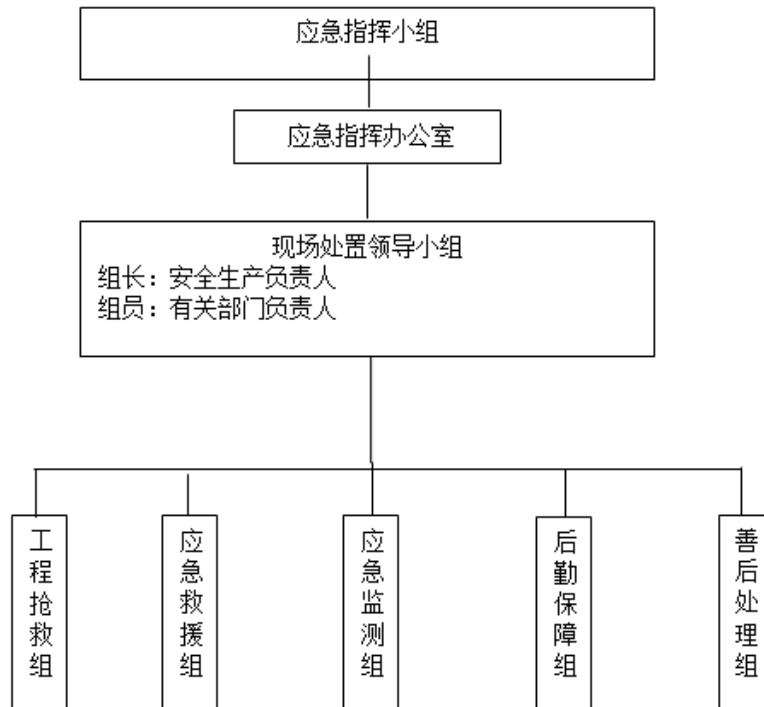 应急指挥小组
应急指挥办公室
现场处置领导小组
组长：安全生产负责人
组员：有关部门负责人
工程抢救组
应急救援组
应急监测组
后勤保障组
善后处理组